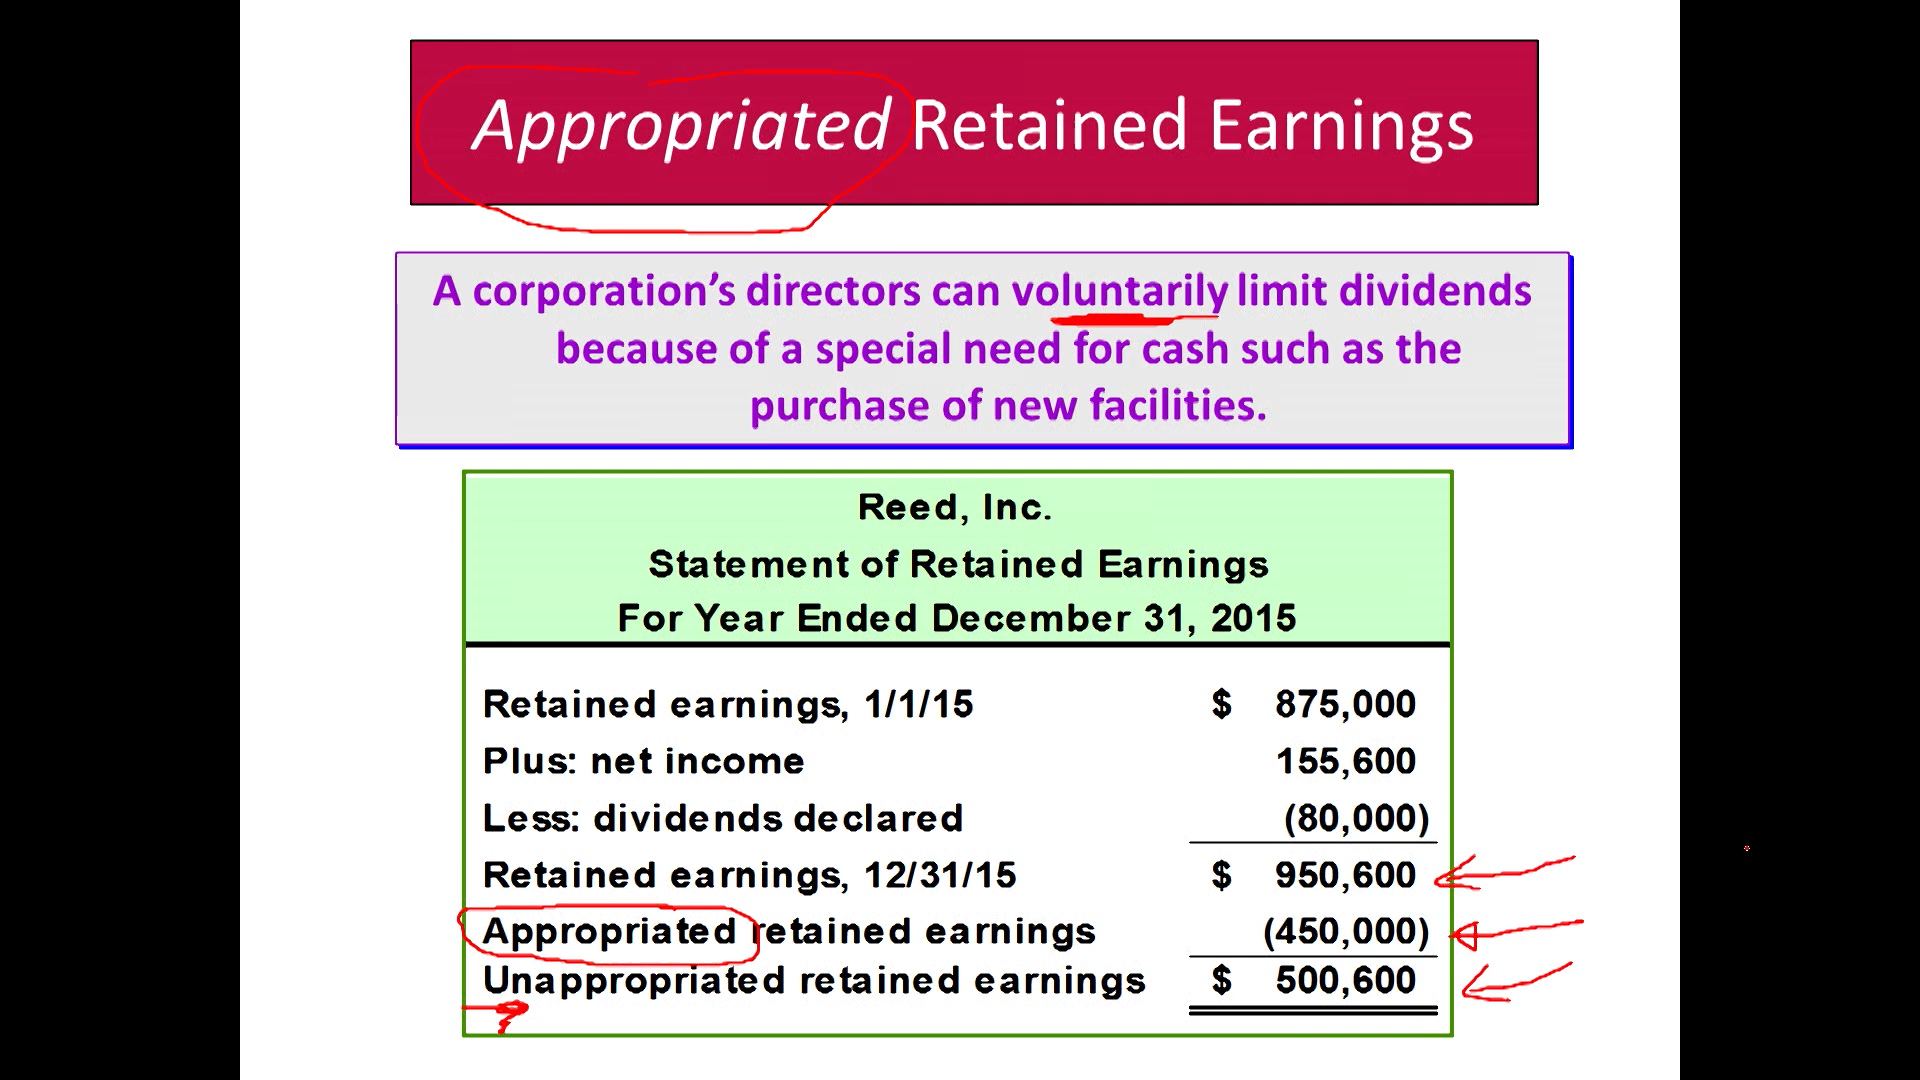 Appropriated Retained Earnings
A corporation’s directors can voluntarily limit dividends
because of a special need for cash such as the
purchase of new facilities.
Reed, Inc.
Statement of Retained Earnings
For Year Ended December 31, 2015
Retained earnings, 1/1/15 $ 875,000
Plus: net income 155,600
Less: dividends declared (80,000)
Retained earnings, 12/31/15 $ 950,600
Appropriated retained earnings (450,000)
Unappropriated retained earnings $ 500,600